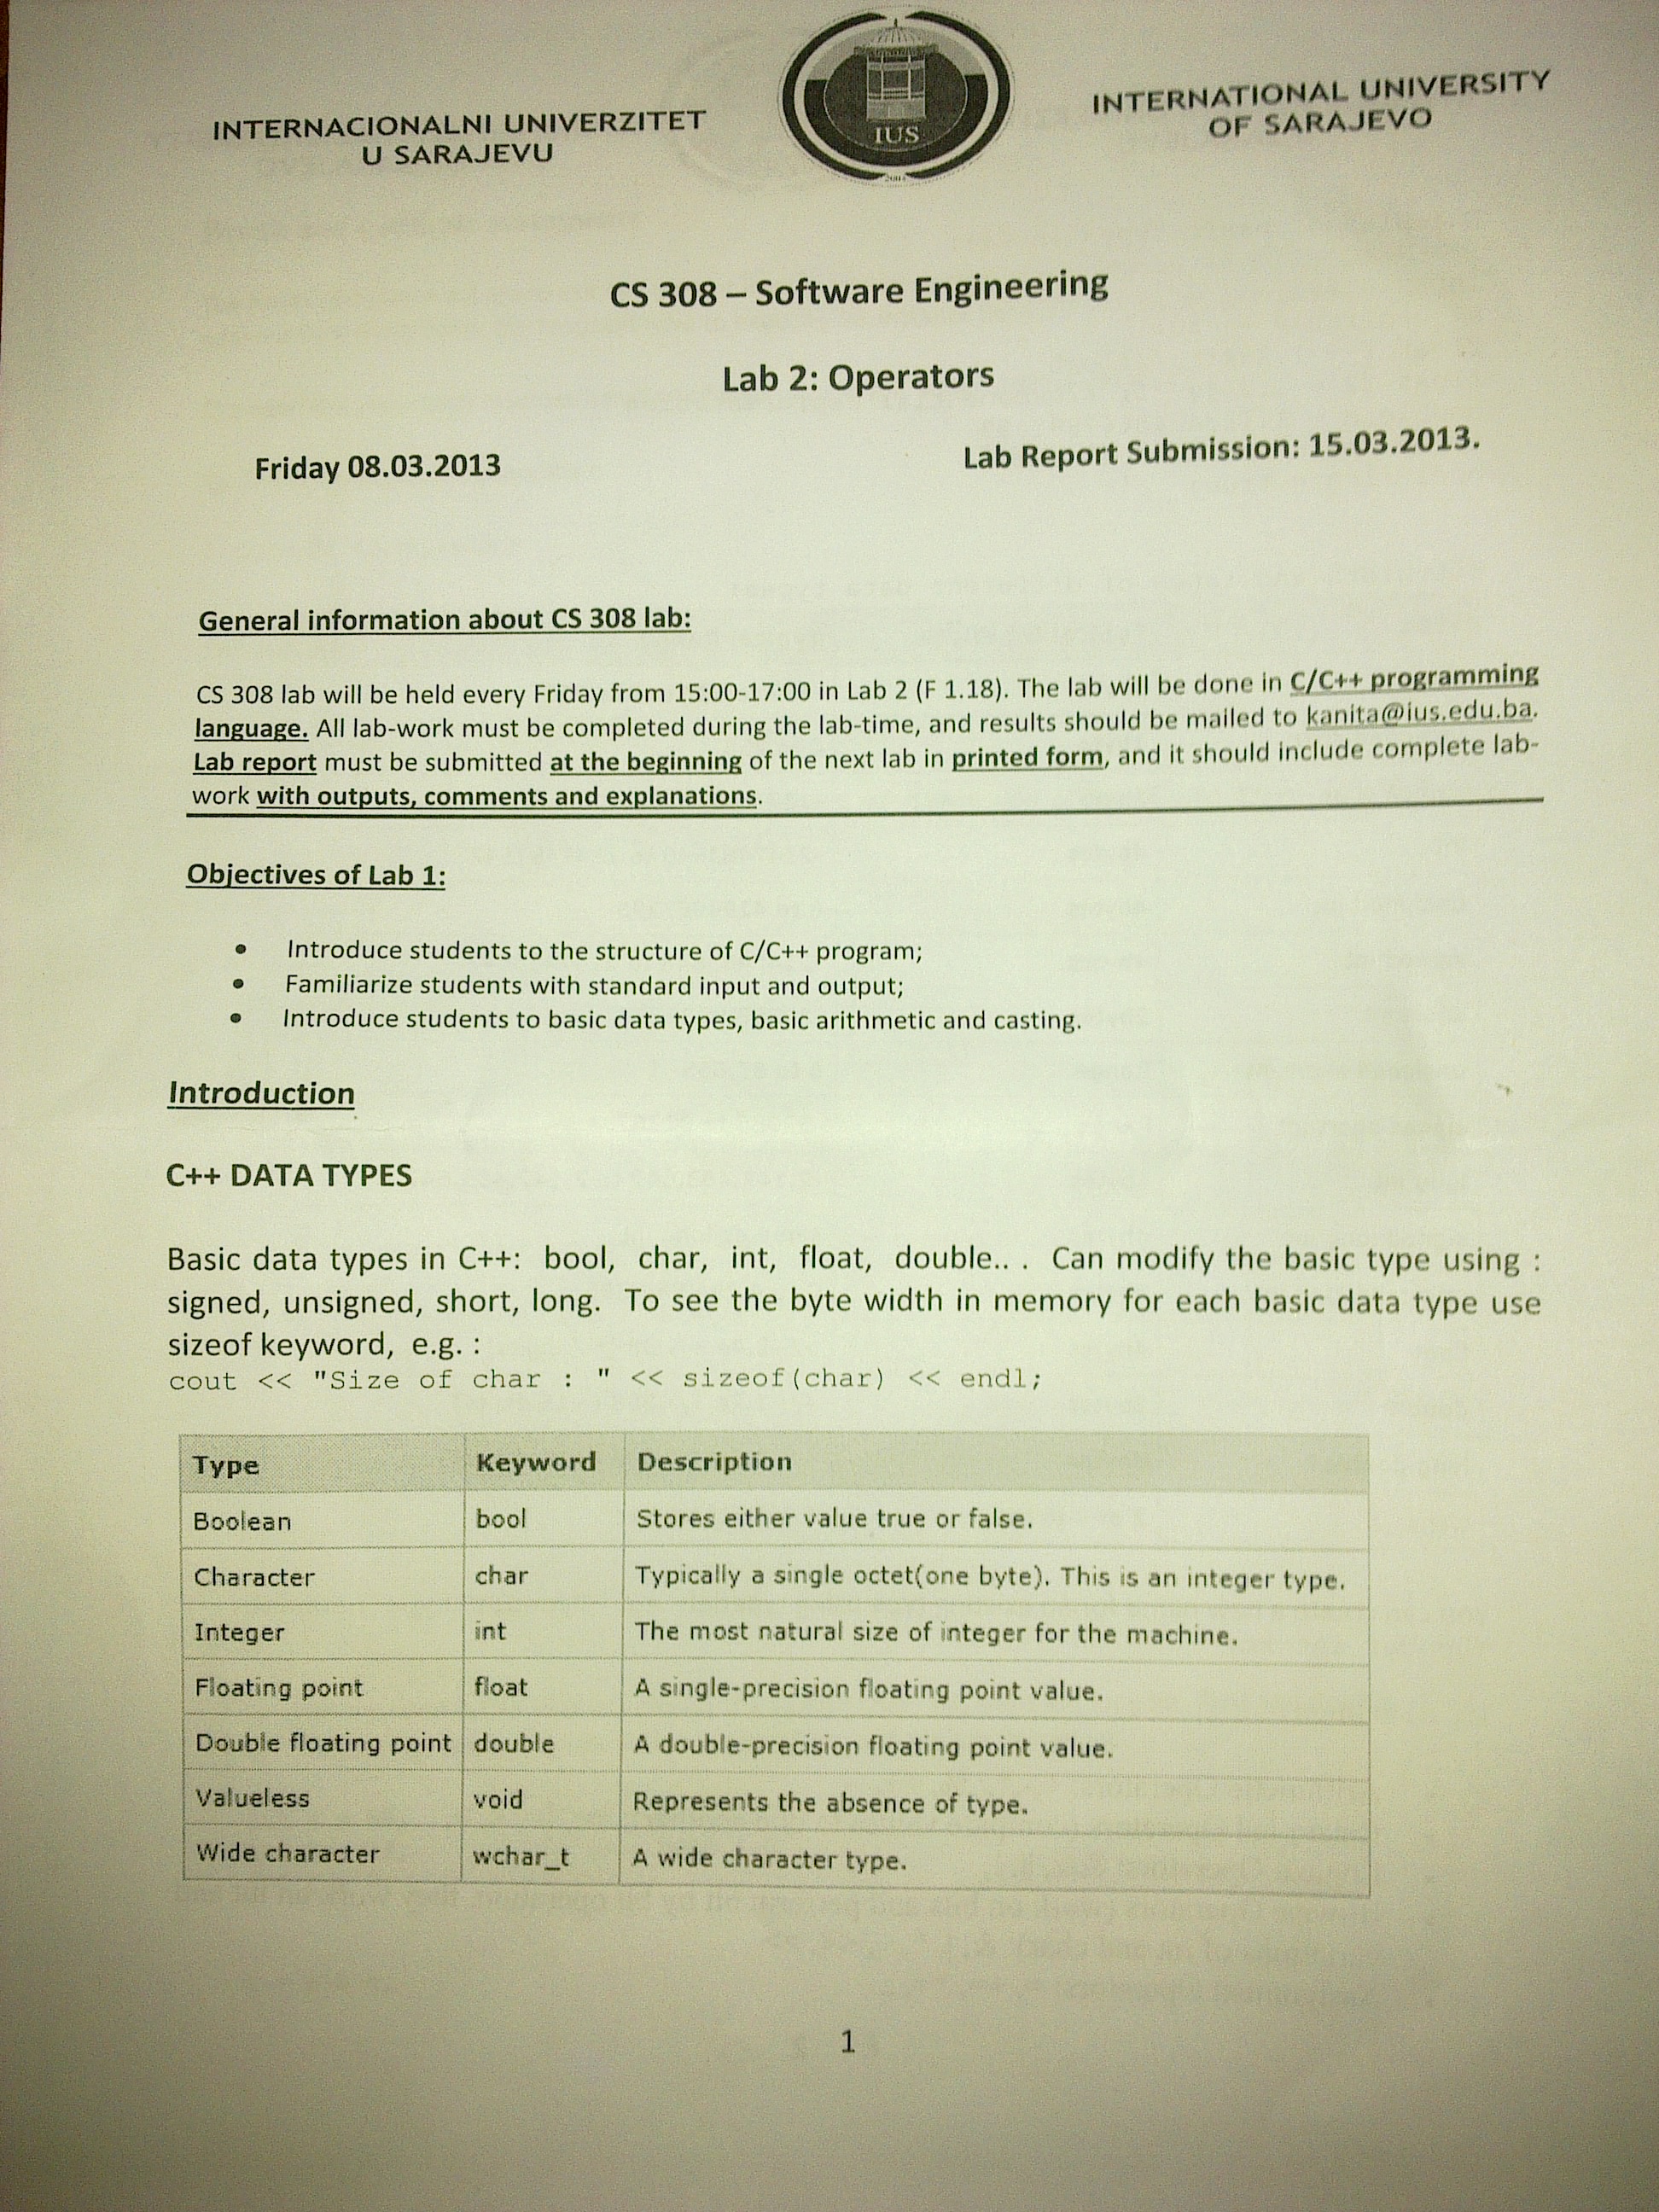 INTERNACIONALNI UNIVERZITET
U SARAJEVU
IUS
INTERNATIONAL UNIVERSITY
OF SARAJEVO
CS 308 – Software Engineering
Lab 2: Operators
Friday 08.03.2013
Lab Report Submission: 15.03.2013.
General information about CS 308 lab:
CS 308 lab will be held every Friday from 15:00-17:00 in Lab 2 (F 1.18). The lab will be done in C/C++ programming
language. All lab-work must be completed during the lab-time, and results should be mailed to kanita@ius.edu.ba.
Lab report must be submitted at the beginning of the next lab in printed form, and it should include complete lab-
work with outputs, comments and explanations.
Objectives of Lab 1:
• Introduce students to the structure of C/C++ program;
• Familiarize students with standard input and output;
• Introduce students to basic data types, basic arithmetic and casting.
Introduction
C++ DATA TYPES
Basic data types in C++: bool, char, int, float, double.. . Can modify the basic type using :
signed, unsigned, short, long. To see the byte width in memory for each basic data type use
sizeof keyword, e.g. :
cout << "Size of char : " << sizeof(char) << endl;
Type Keyword Description
Boolean bool Stores either value true or false.
Character char Typically a single octet(one byte). This is an integer type.
Integer int The most natural size of integer for the machine.
Floating point float A single-precision floating point value.
Double floating point double A double-precision floating point value.
Valueless void Represents the absence of type.
Wide character wchar_t A wide character type.
1